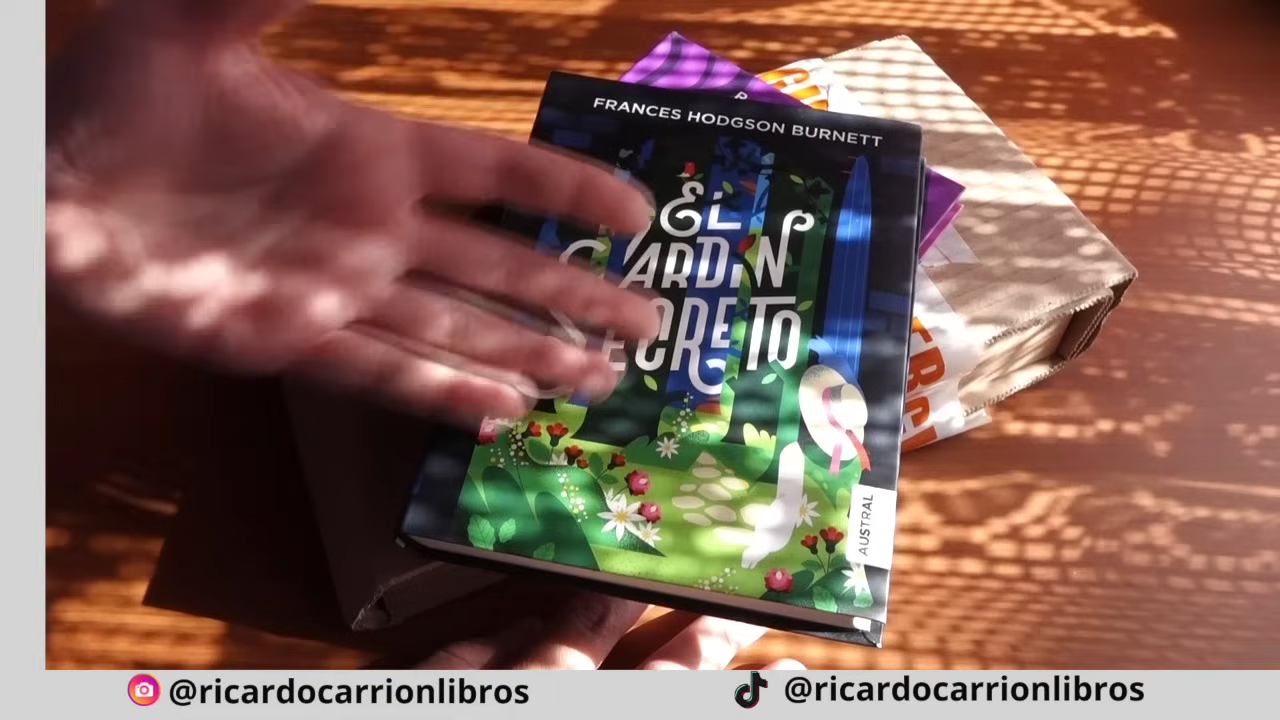 FRANCES HODGSON BURNETT
EL
JARDÍN
SECRETO
AUSTRAL
@ricardocarrionlibros
@ricardocarrionlibros